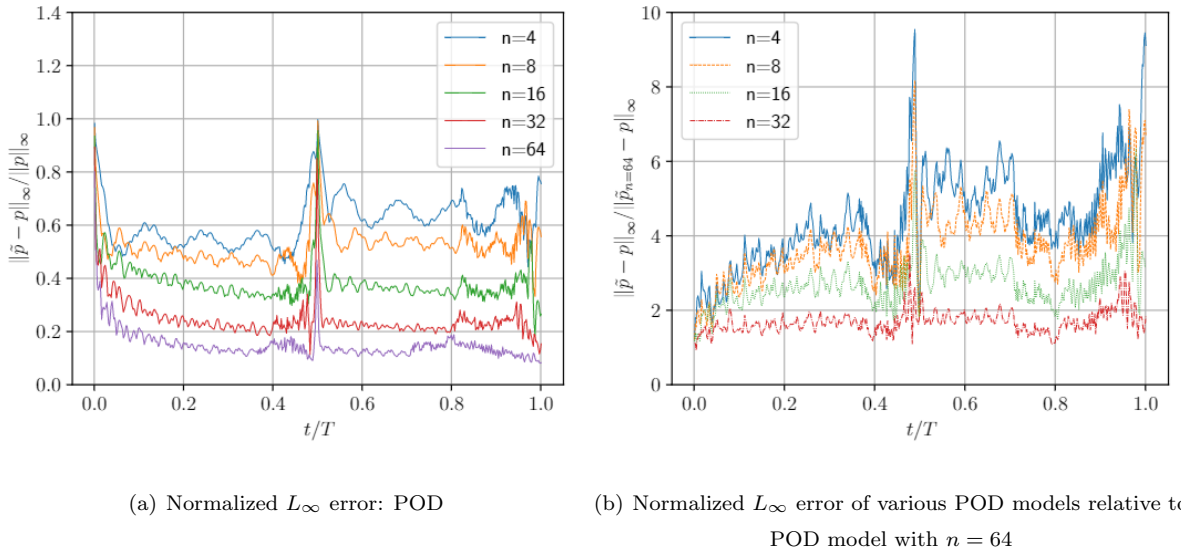 1.4
1.2
1.0
0.8
0.6
0.4
0.2
0.0
||p̃ − p||∞/||p||∞
n=4
n=8
n=16
n=32
n=64
0.0 0.2 0.4 0.6 0.8 1.0
t/T
10
8
6
4
2
0
||p̃ − p||∞/||p̃n=64 − p||∞
n=4
n=8
n=16
n=32
0.0 0.2 0.4 0.6 0.8 1.0
t/T
(a) Normalized L∞ error: POD
(b) Normalized L∞ error of various POD models relative to
POD model with n = 64